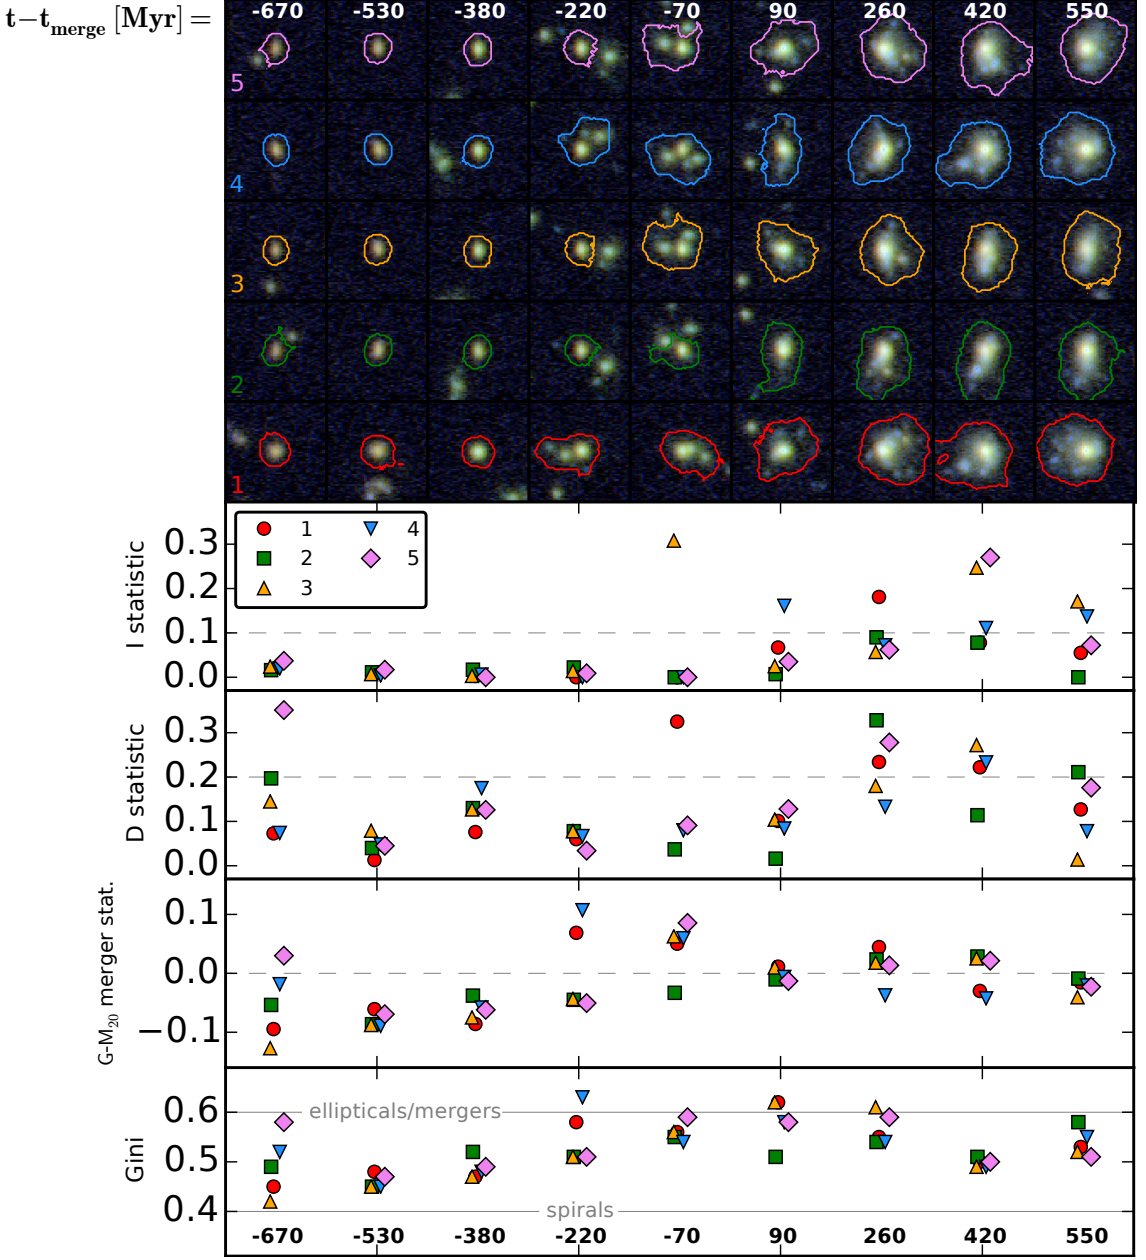 t−t_merge [Myr] = -670 -530 -380 -220 -70 90 260 420 550
5
4
3
2
1
1 4
2 5
3
I statistic
0.3
0.2
0.1
0.0
D statistic
0.3
0.2
0.1
0.0
G-M₂₀ merger stat.
0.1
0.0
−0.1
Gini
0.6
0.5
0.4
ellipticals/mergers
spirals
-670 -530 -380 -220 -70 90 260 420 550